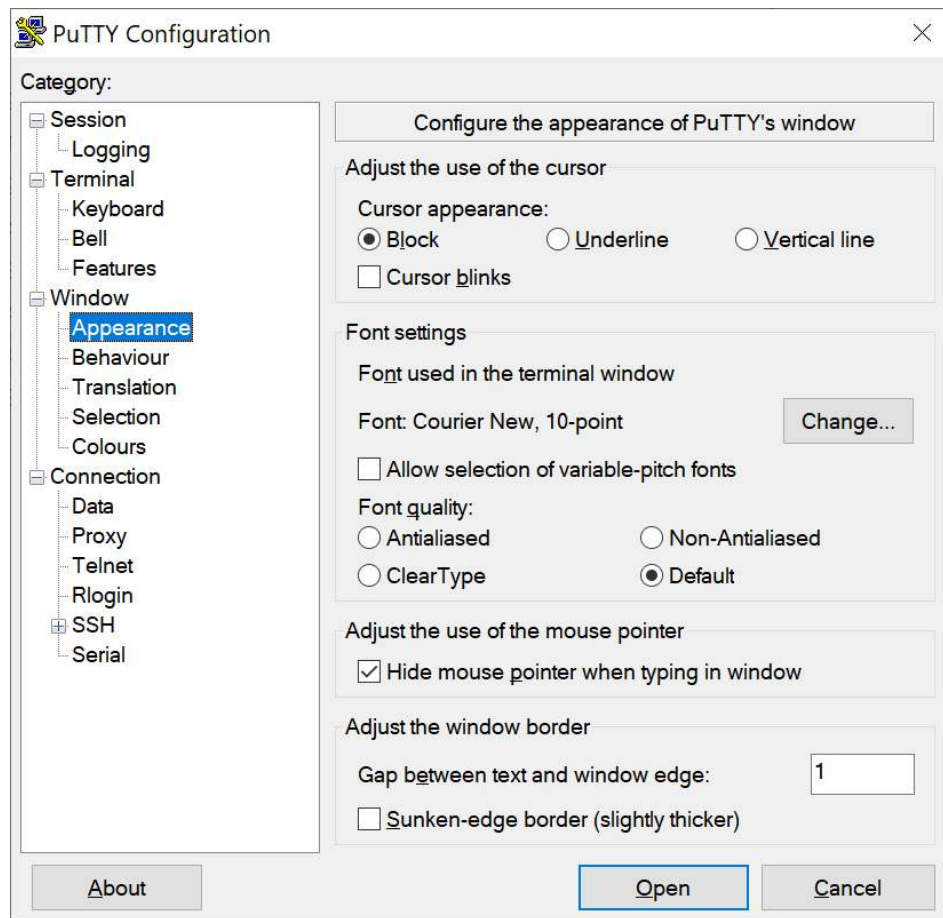 PuTTY Configuration
Category:
Session
Logging
Terminal
Keyboard
Bell
Features
Window
Appearance
Behaviour
Translation
Selection
Colours
Connection
Data
Proxy
Telnet
Rlogin
SSH
Serial
Configure the appearance of PuTTY's window
Adjust the use of the cursor
Cursor appearance:
Block Underline Vertical line
Cursor blinks
Font settings
Font used in the terminal window
Font: Courier New, 10-point Change...
Allow selection of variable-pitch fonts
Font quality:
Antialiased Non-Antialiased
ClearType Default
Adjust the use of the mouse pointer
Hide mouse pointer when typing in window
Adjust the window border
Gap between text and window edge: 1
Sunken-edge border (slightly thicker)
About Open Cancel